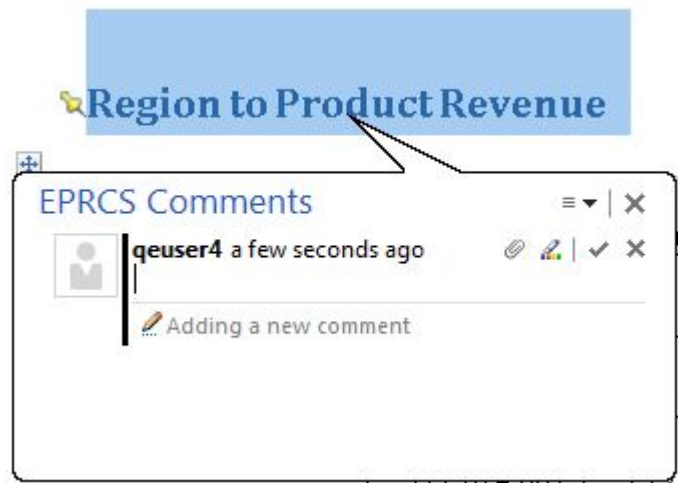 Region to Product Revenue
EPRCS Comments
qeuser4 a few seconds ago
Adding a new comment